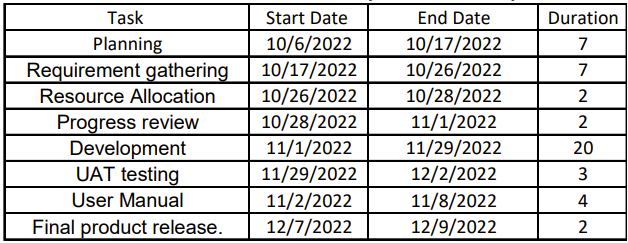 Task Start Date End Date Duration
Planning 10/6/2022 10/17/2022 7
Requirement gathering 10/17/2022 10/26/2022 7
Resource Allocation 10/26/2022 10/28/2022 2
Progress review 10/28/2022 11/1/2022 2
Development 11/1/2022 11/29/2022 20
UAT testing 11/29/2022 12/2/2022 3
User Manual 11/2/2022 11/8/2022 4
Final product release. 12/7/2022 12/9/2022 2